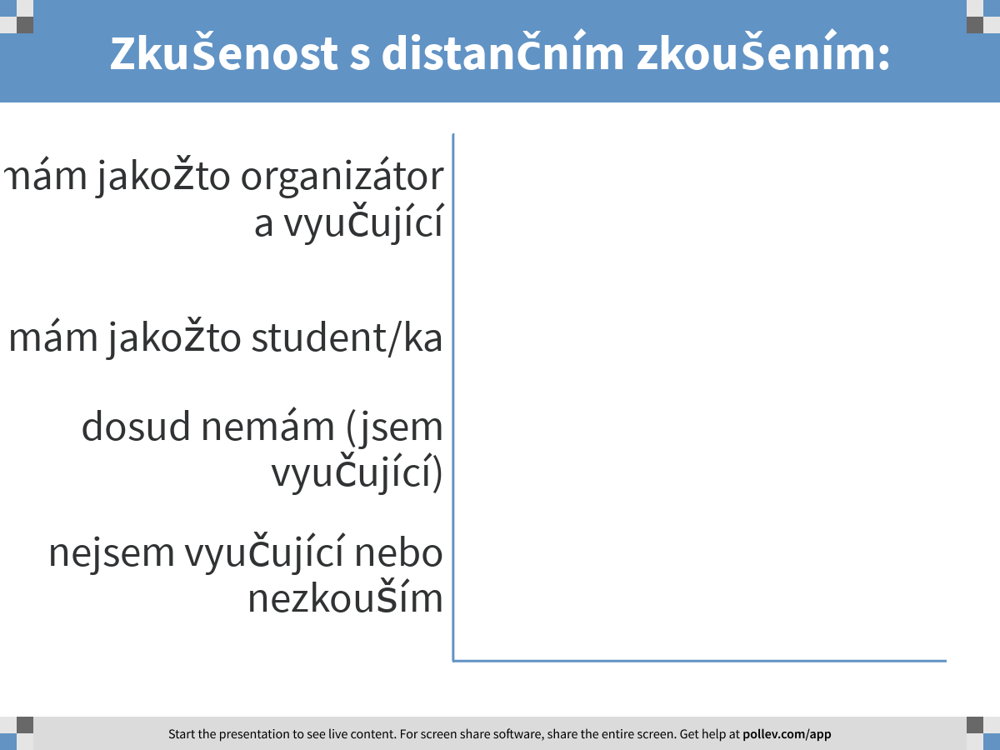 Zkušenost s distančním zkoušením:
mám jakožto organizátor
a vyučující
mám jakožto student/ka
dosud nemám (jsem
vyučující)
nejsem vyučující nebo
nezkouším
Start the presentation to see live content. For screen share software, share the entire screen. Get help at pollev.com/app